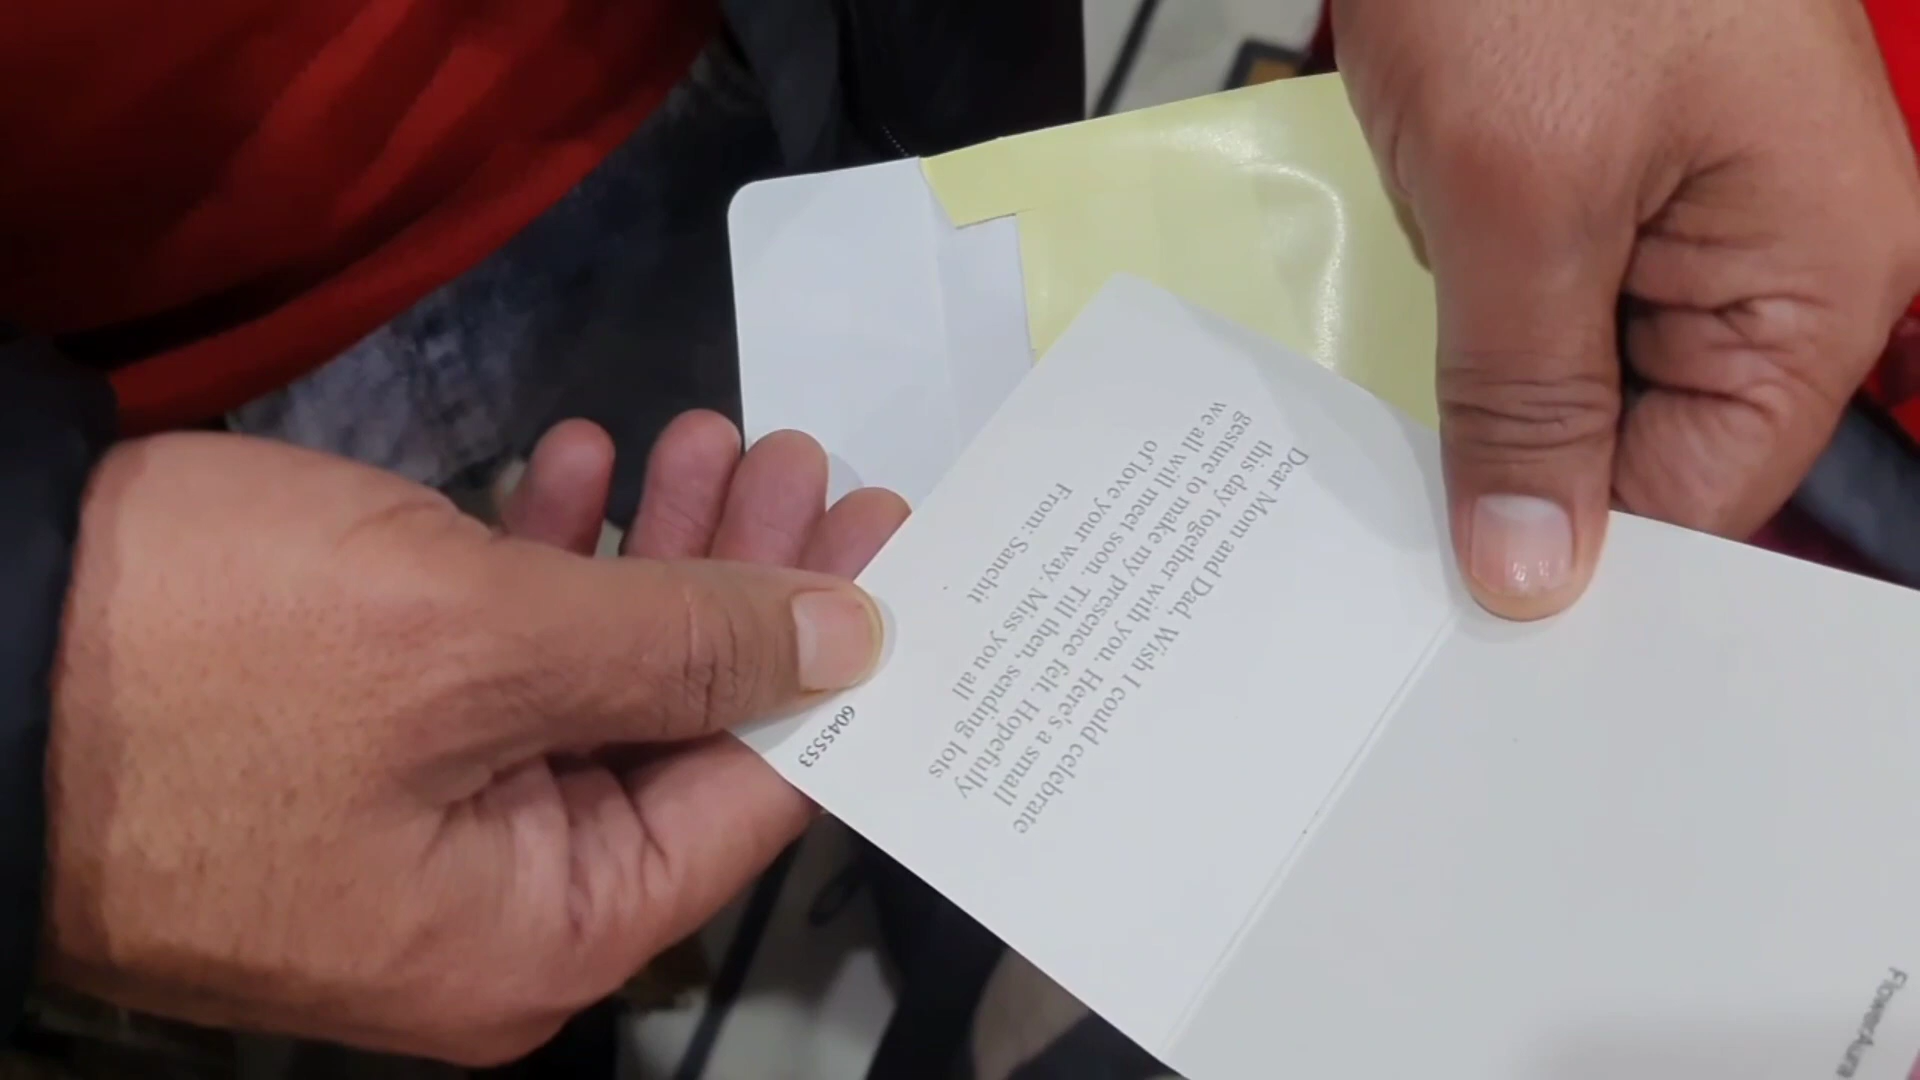 Dear Mom and Dad, Wish I could celebrate
this day together with you. Here's a small
gesture to make my presence felt. Hopefully
we all will meet soon. Till then, sending lots
of love your way. Miss you all
From: Sanchit
6045553
FlowerAura